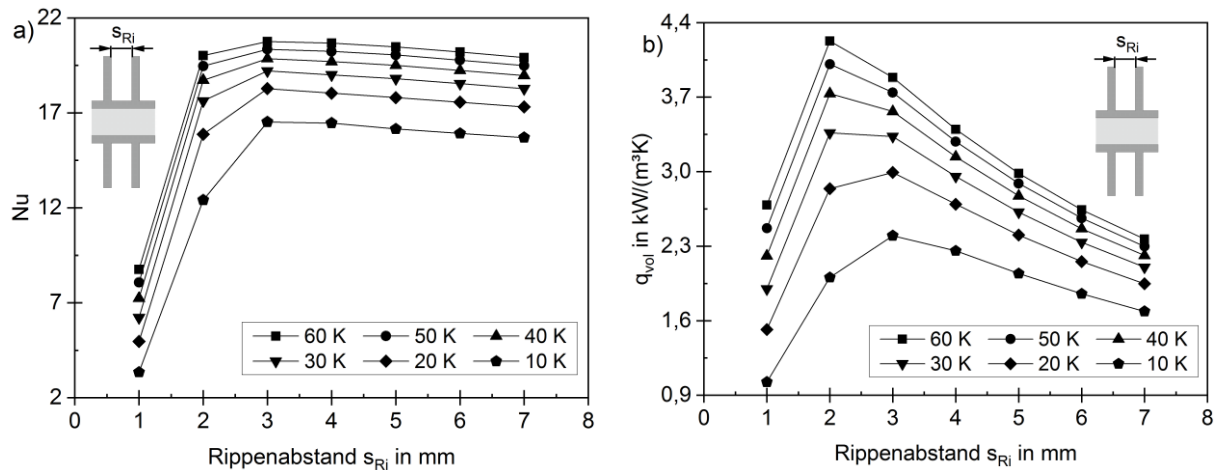 a)
s_Ri
Nu
22
17
12
7
2
0 1 2 3 4 5 6 7 8
Rippenabstand s_Ri in mm
60 K 50 K 40 K
30 K 20 K 10 K
b)
s_Ri
q_vol in kW/(m³K)
4,4
3,7
3,0
2,3
1,6
0,9
0 1 2 3 4 5 6 7 8
Rippenabstand s_Ri in mm
60 K 50 K 40 K
30 K 20 K 10 K